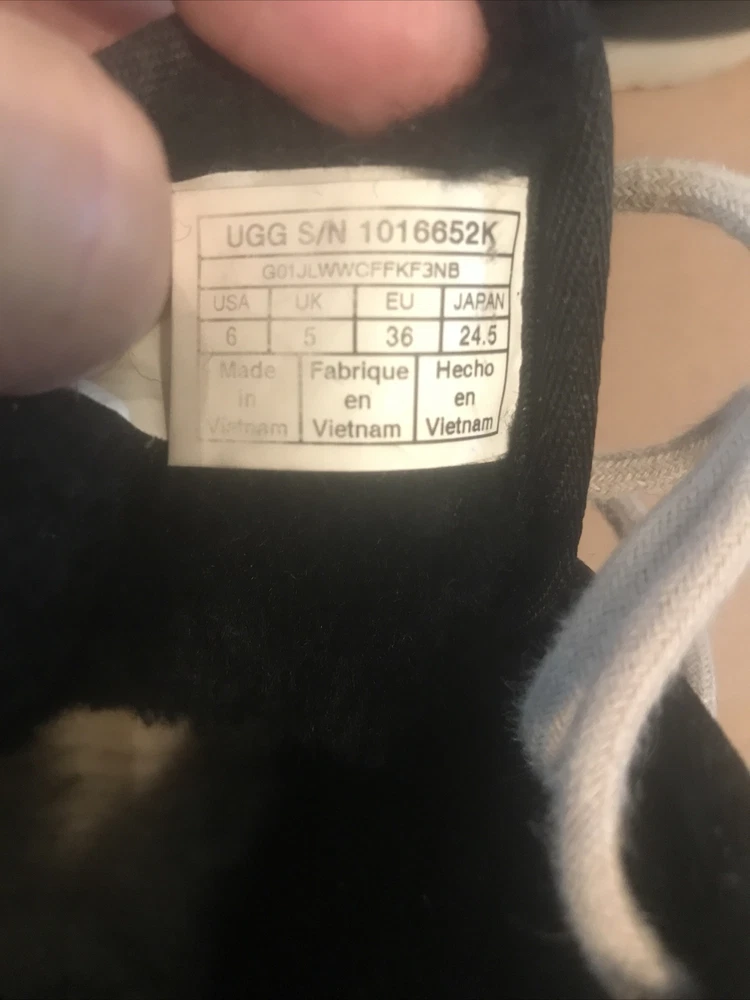 UGG S/N 1016652K
G01JLWWCFFKF3NB
USA UK EU JAPAN
6 5 36 24.5
Made Fabrique Hecho
in en en
Vietnam Vietnam Vietnam